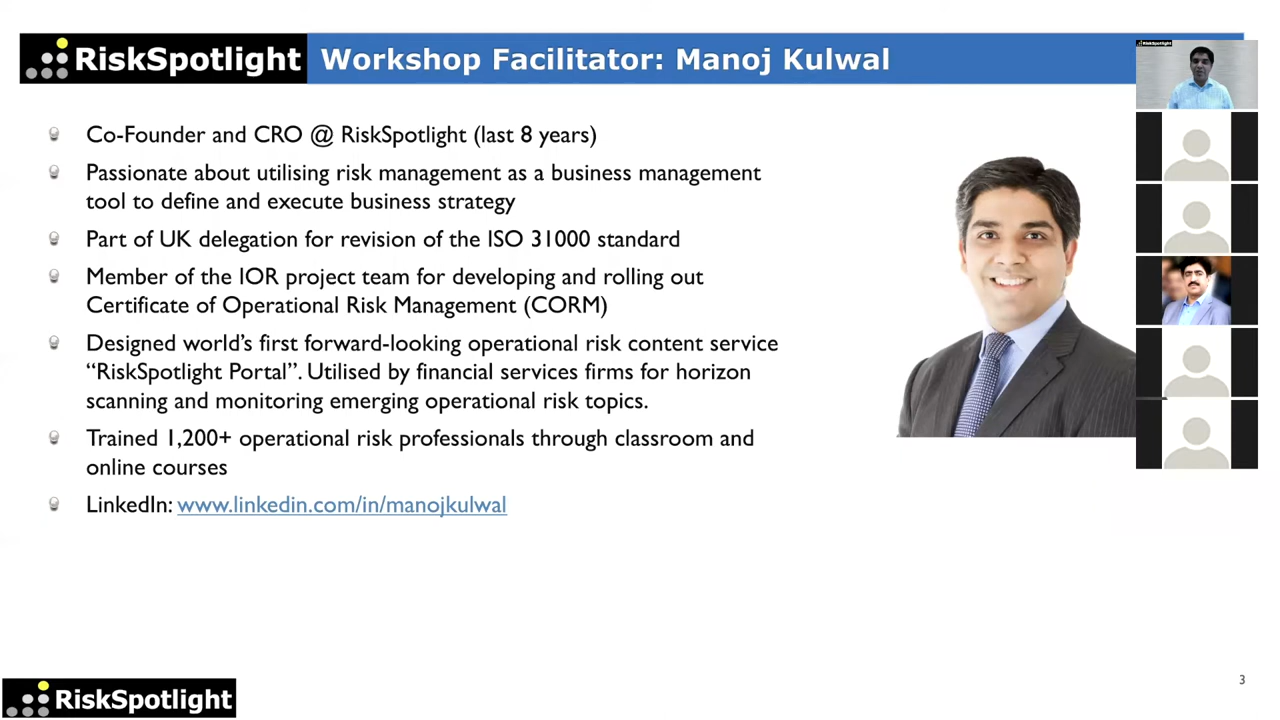 RiskSpotlight Workshop Facilitator: Manoj Kulwal
RiskSpotlight
Co-Founder and CRO @ RiskSpotlight (last 8 years)
Passionate about utilising risk management as a business management
tool to define and execute business strategy
Part of UK delegation for revision of the ISO 31000 standard
Member of the IOR project team for developing and rolling out
Certificate of Operational Risk Management (CORM)
Designed world’s first forward-looking operational risk content service
“RiskSpotlight Portal”. Utilised by financial services firms for horizon
scanning and monitoring emerging operational risk topics.
Trained 1,200+ operational risk professionals through classroom and
online courses
LinkedIn: www.linkedin.com/in/manojkulwal
3
RiskSpotlight